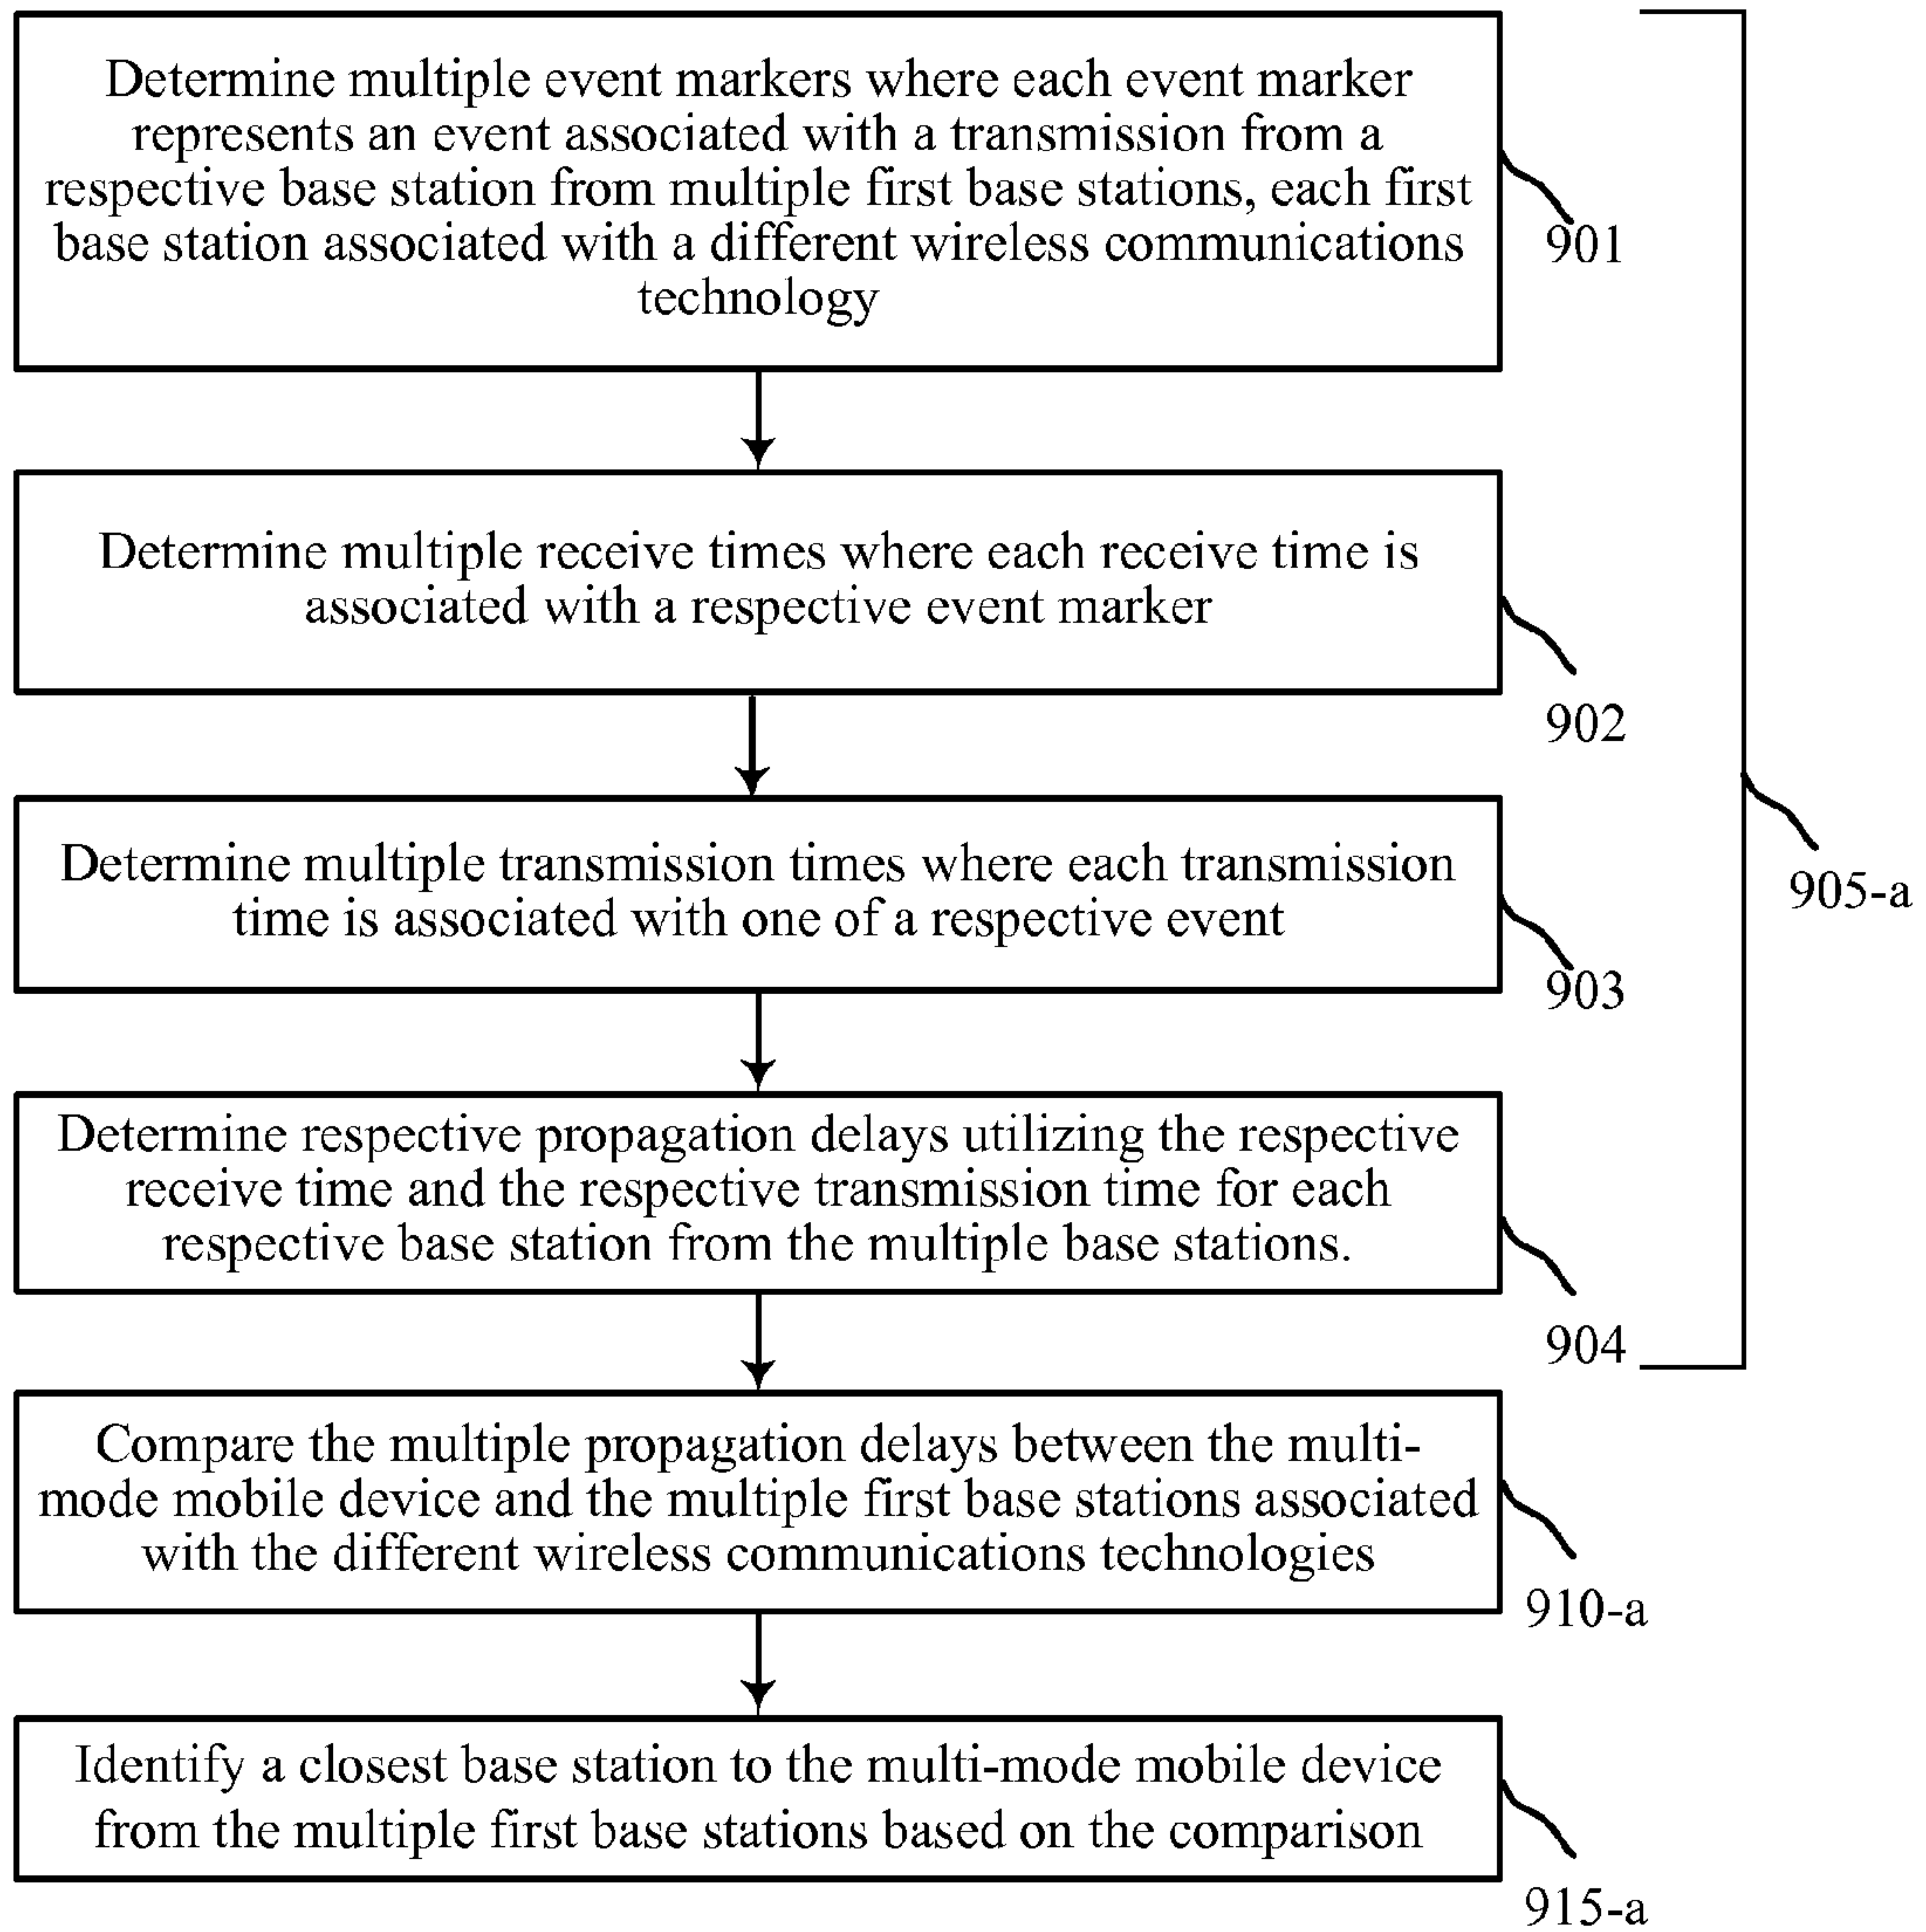 Determine multiple event markers where each event marker
represents an event associated with a transmission from a
respective base station from multiple first base stations, each first
base station associated with a different wireless communications
technology
901
Determine multiple receive times where each receive time is
associated with a respective event marker
902
Determine multiple transmission times where each transmission
time is associated with one of a respective event
903
905-a
Determine respective propagation delays utilizing the respective
receive time and the respective transmission time for each
respective base station from the multiple base stations.
904
Compare the multiple propagation delays between the multi-
mode mobile device and the multiple first base stations associated
with the different wireless communications technologies
910-a
Identify a closest base station to the multi-mode mobile device
from the multiple first base stations based on the comparison
915-a